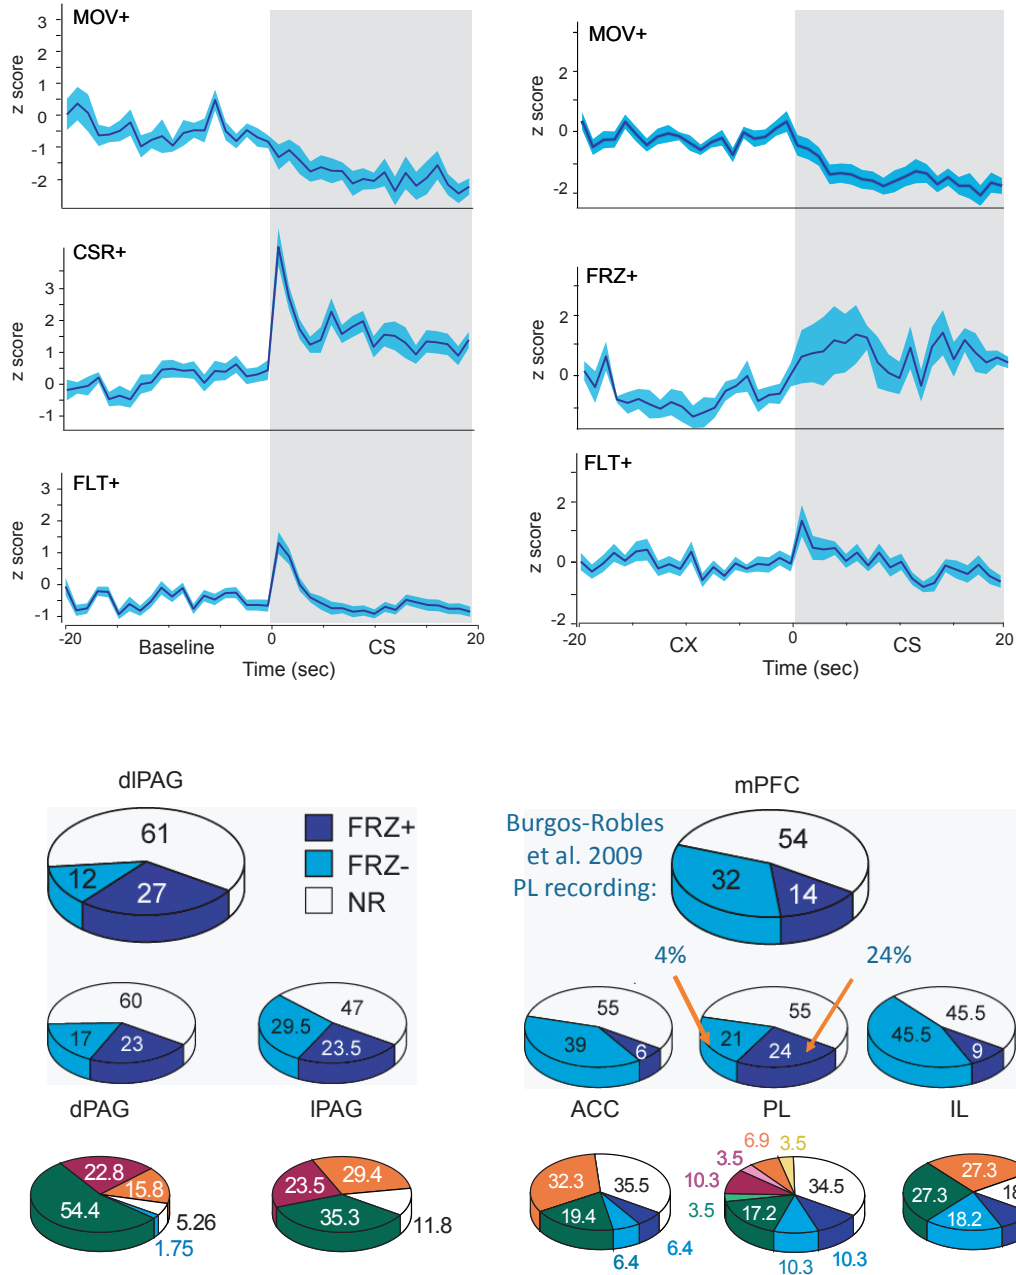 MOV+
3
2
1
0
-1
-2
z score
MOV+
2
0
-2
z score
CSR+
3
2
1
0
-1
z score
FRZ+
2
0
z score
FLT+
3
2
1
0
-1
z score
-20
0
20
Baseline
CS
Time (sec)
FLT+
2
0
-2
z score
-20
0
20
CX
CS
Time (sec)
dlPAG
61
12
27
FRZ+
FRZ-
NR
mPFC
Burgos-Robles
et al. 2009
PL recording:
54
32
14
4%
24%
60
17
23
47
29.5
23.5
55
39
6
55
21
24
45.5
45.5
9
dPAG
lPAG
ACC
PL
IL
22.8
15.8
54.4
5.26
1.75
29.4
23.5
35.3
11.8
32.3
35.5
19.4
6.4
6.4
6.9
3.5
3.5
10.3
34.5
3.5
17.2
10.3
10.3
27.3
27.3
18
18.2